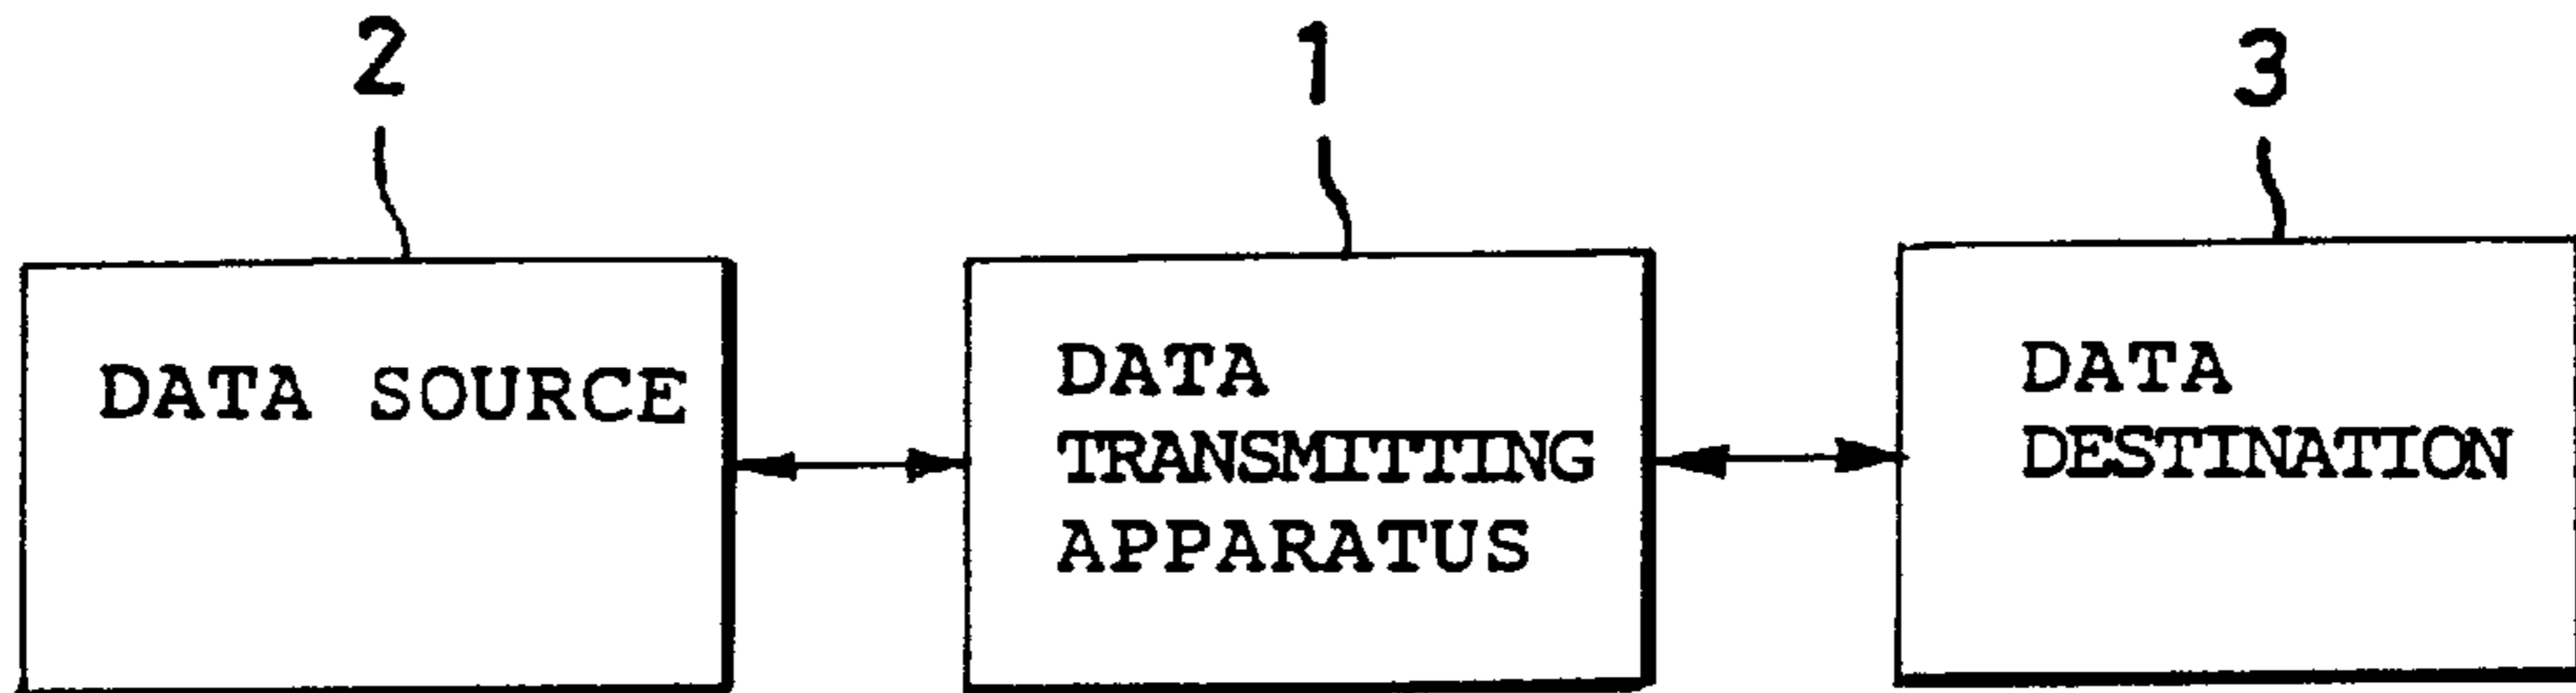 2
1
3
DATA SOURCE
DATA
TRANSMITTING
APPARATUS
DATA
DESTINATION